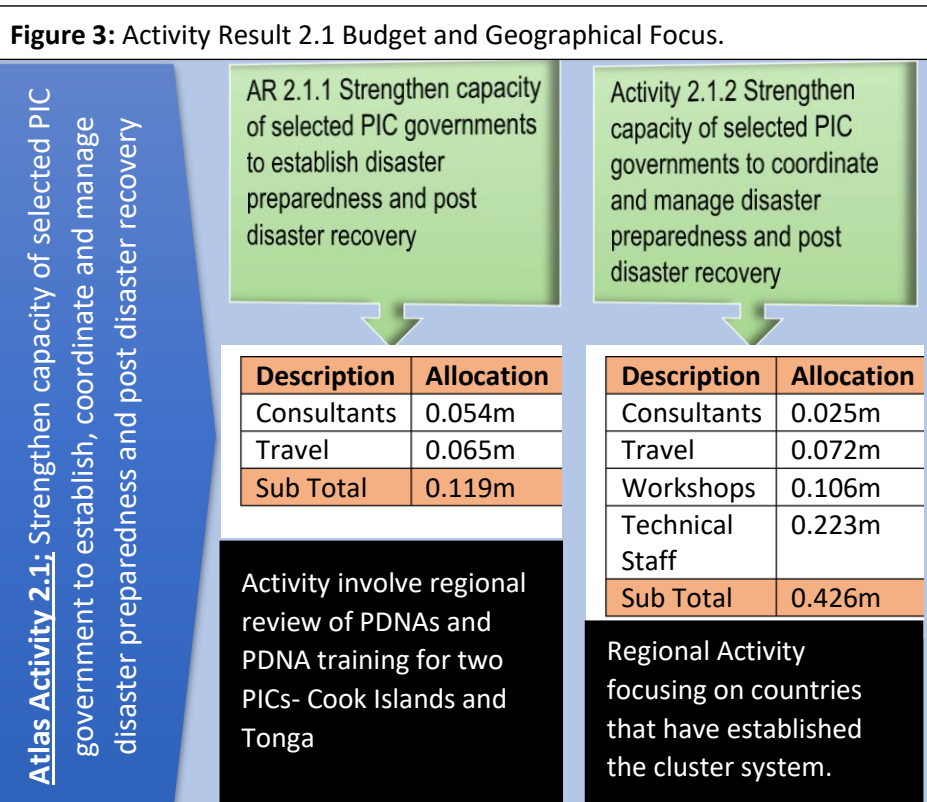 Figure 3: Activity Result 2.1 Budget and Geographical Focus.
Atlas Activity 2.1; Strengthen capacity of selected PIC
government to establish, coordinate and manage
disaster preparedness and post disaster recovery
AR 2.1.1 Strengthen capacity
of selected PIC governments
to establish disaster
preparedness and post
disaster recovery
Description Allocation
Consultants 0.054m
Travel 0.065m
Sub Total 0.119m
Activity involve regional
review of PDNAs and
PDNA training for two
PICs- Cook Islands and
Tonga
Activity 2.1.2 Strengthen
capacity of selected PIC
governments to coordinate
and manage disaster
preparedness and post
disaster recovery
Description Allocation
Consultants 0.025m
Travel 0.072m
Workshops 0.106m
Technical 0.223m
Staff
Sub Total 0.426m
Regional Activity
focusing on countries
that have established
the cluster system.